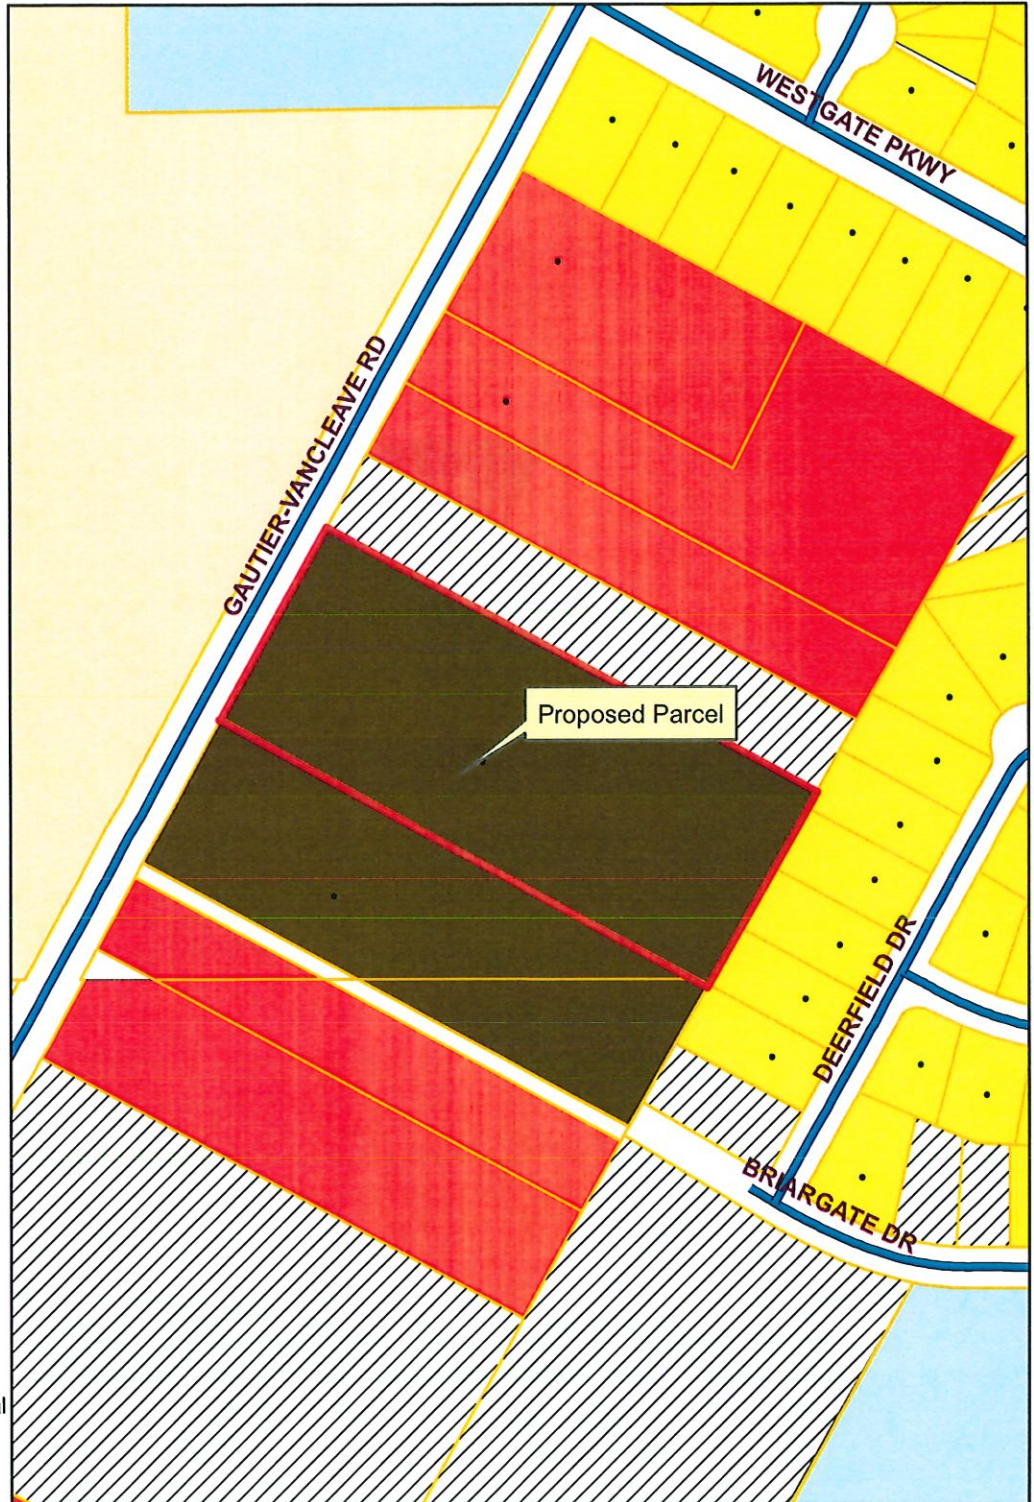 WESTGATE PKWY
GAUTIER-VANCLEAVE RD
Proposed Parcel
DEERFIELD DR
BRIARGATE DR